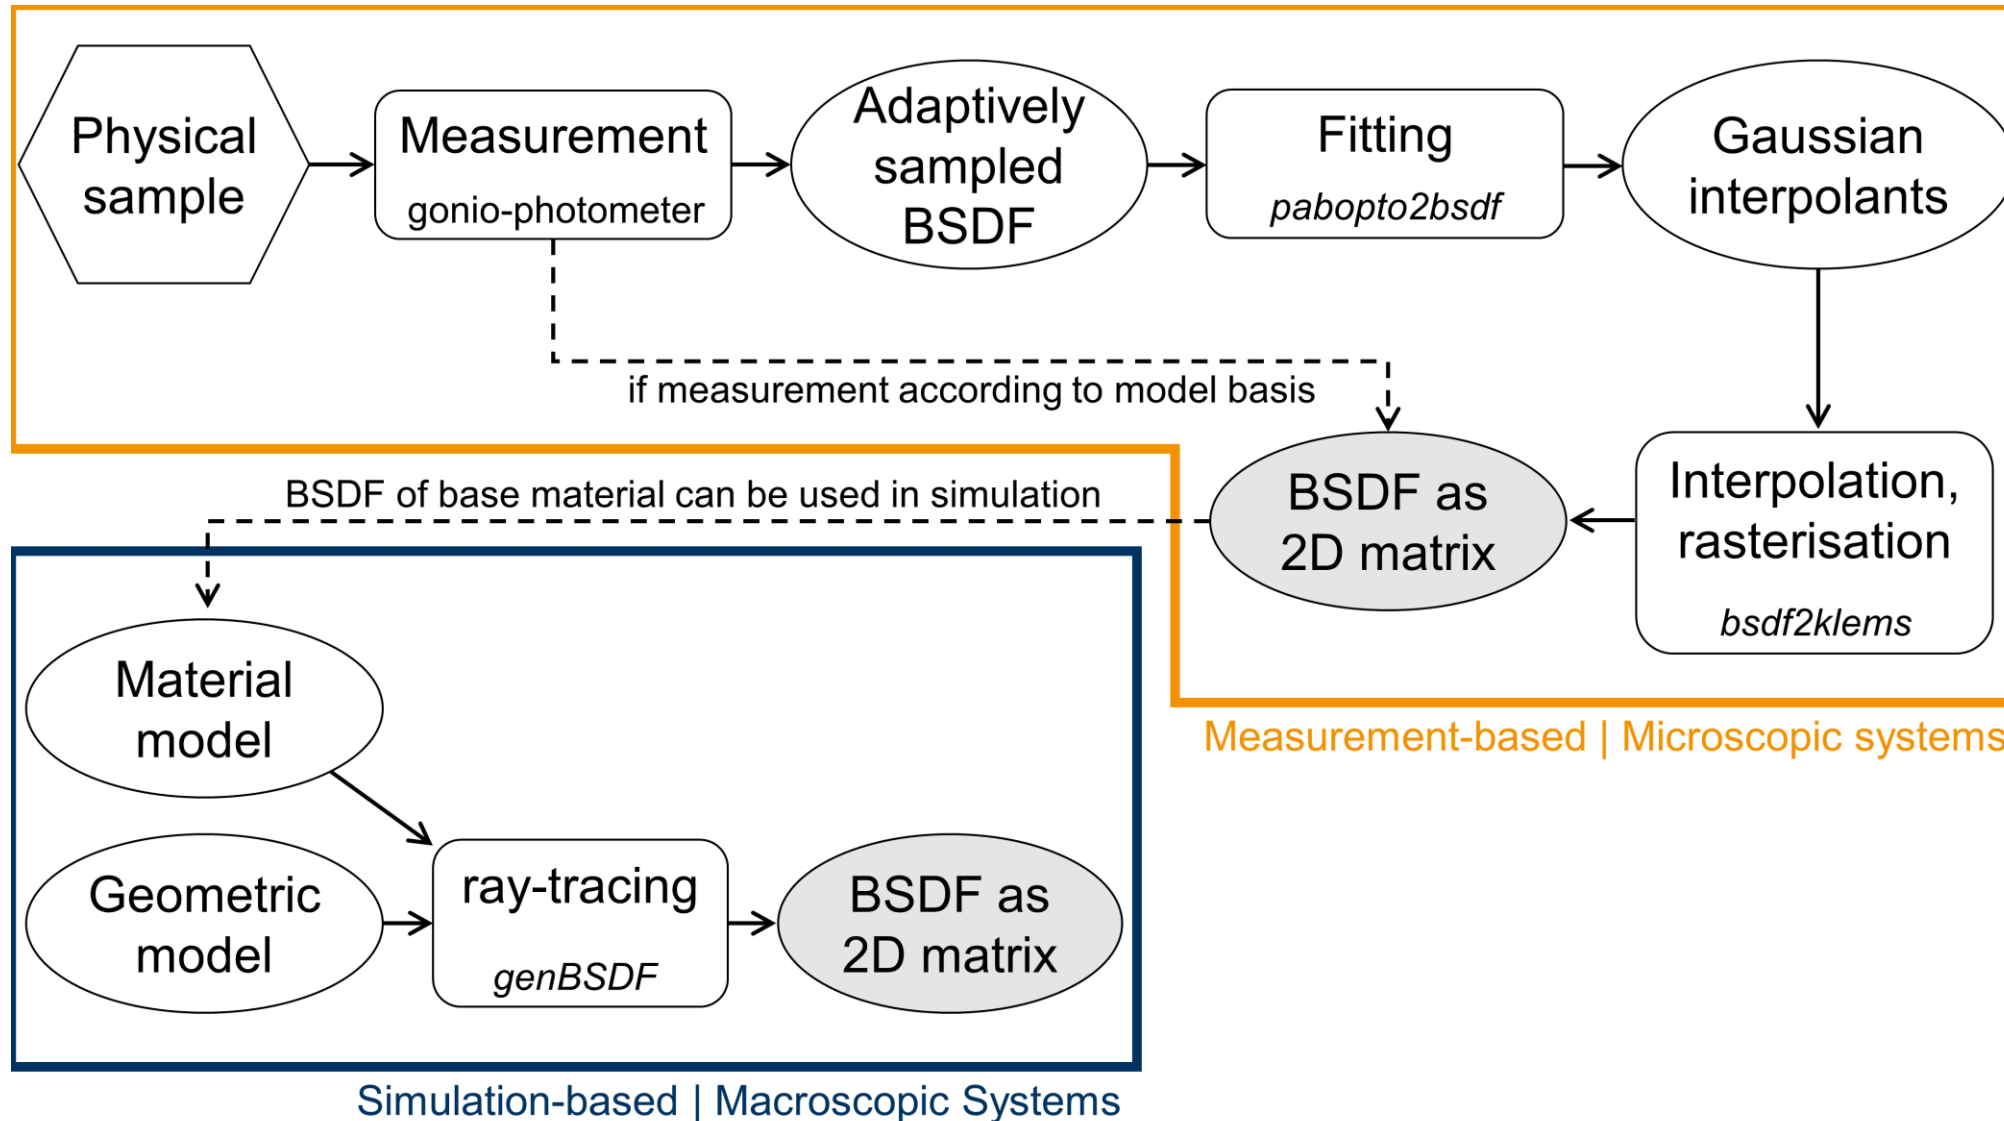 Physical
sample
Measurement
gonio-photometer
Adaptively
sampled
BSDF
Fitting
pabopto2bsdf
Gaussian
interpolants
if measurement according to model basis
BSDF of base material can be used in simulation
BSDF as
2D matrix
Interpolation,
rasterisation
bsdf2klems
Measurement-based | Microscopic systems
Material
model
Geometric
model
ray-tracing
genBSDF
BSDF as
2D matrix
Simulation-based | Macroscopic Systems